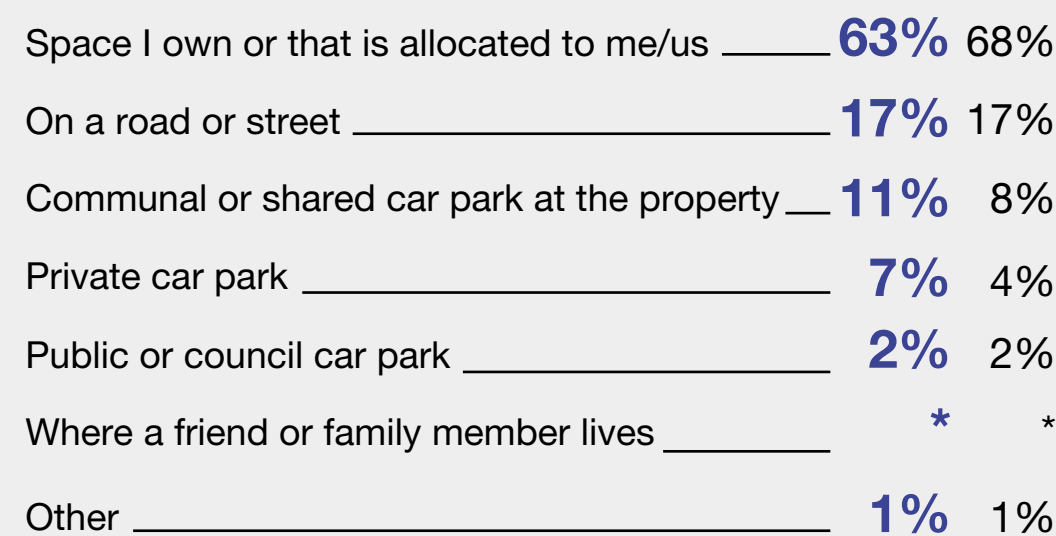 Space I own or that is allocated to me/us 63% 68%
On a road or street 17% 17%
Communal or shared car park at the property 11% 8%
Private car park 7% 4%
Public or council car park 2% 2%
Where a friend or family member lives * *
Other 1% 1%